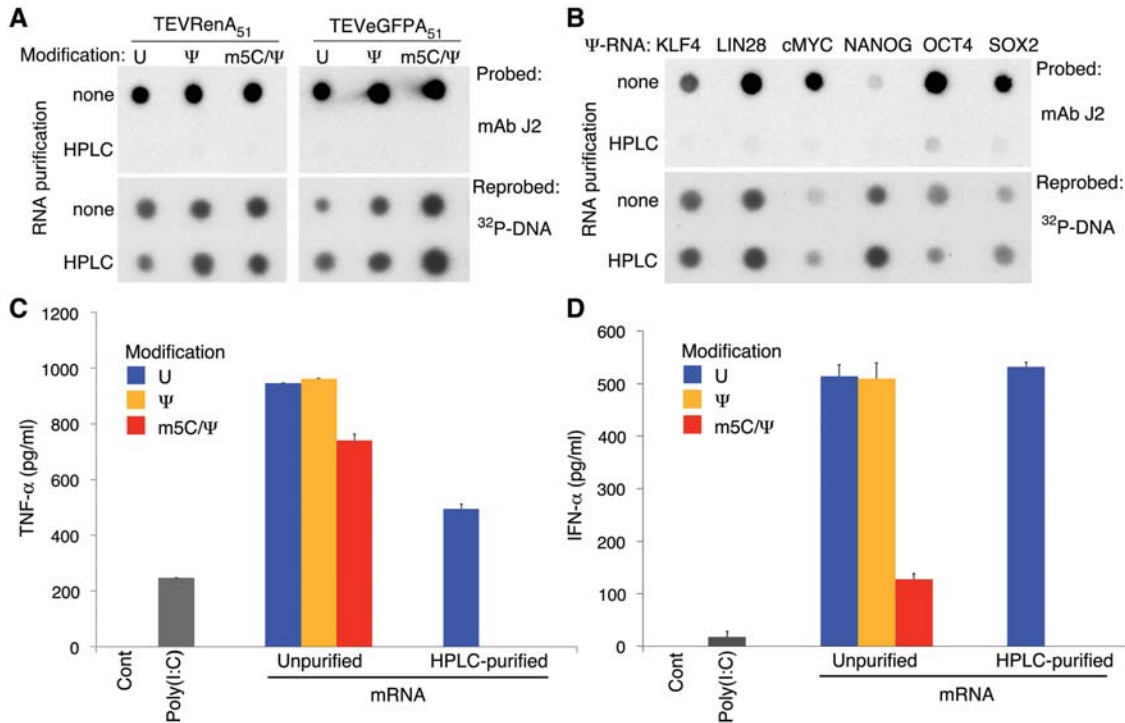 A
TEVRenA51 TEVeGFPA51
Modification: U Ψ m5C/Ψ U Ψ m5C/Ψ
RNA purification
none
HPLC
Probed:
mAb J2
none
HPLC
Reprobed:
32P-DNA
B
Ψ-RNA: KLF4 LIN28 cMYC NANOG OCT4 SOX2
RNA purification
none
HPLC
Probed:
mAb J2
none
HPLC
Reprobed:
32P-DNA
C
TNF-α (pg/ml)
1200
1000
800
600
400
200
0
Modification
U
Ψ
m5C/Ψ
Cont
Poly(I:C)
Unpurified HPLC-purified
mRNA
D
IFN-α (pg/ml)
600
500
400
300
200
100
0
Modification
U
Ψ
m5C/Ψ
Cont
Poly(I:C)
Unpurified HPLC-purified
mRNA